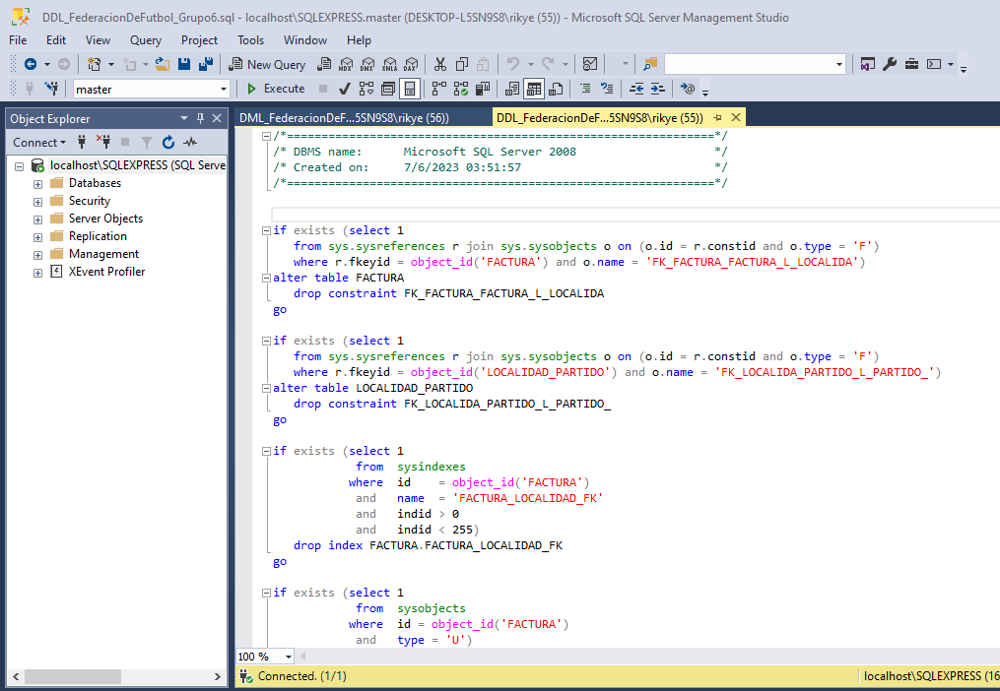 DDL_FederacionDeFutbol_Grupo6.sql - localhost\SQLEXPRESS.master (DESKTOP-L5SN9S8\rikye (55)) - Microsoft SQL Server Management Studio
File Edit View Query Project Tools Window Help
New Query MDX DMX XMLA DAX
master Execute
Object Explorer
Connect
localhost\SQLEXPRESS (SQL Serve
Databases
Security
Server Objects
Replication
Management
XEvent Profiler
DML_FederacionDeF...5SN9S8\rikye (56)) DDL_FederacionDeF...5SN9S8\rikye (55))
/*==============================================================*/
/* DBMS name:      Microsoft SQL Server 2008                    */
/* Created on:     7/6/2023 03:51:57                            */
/*==============================================================*/
if exists (select 1
from sys.sysreferences r join sys.sysobjects o on (o.id = r.constid and o.type = 'F')
where r.fkeyid = object_id('FACTURA') and o.name = 'FK_FACTURA_FACTURA_L_LOCALIDA')
alter table FACTURA
drop constraint FK_FACTURA_FACTURA_L_LOCALIDA
go
if exists (select 1
from sys.sysreferences r join sys.sysobjects o on (o.id = r.constid and o.type = 'F')
where r.fkeyid = object_id('LOCALIDAD_PARTIDO') and o.name = 'FK_LOCALIDA_PARTIDO_L_PARTIDO_')
alter table LOCALIDAD_PARTIDO
drop constraint FK_LOCALIDA_PARTIDO_L_PARTIDO_
go
if exists (select 1
from  sysindexes
where  id    = object_id('FACTURA')
and   name  = 'FACTURA_LOCALIDAD_FK'
and   indid > 0
and   indid < 255)
drop index FACTURA.FACTURA_LOCALIDAD_FK
go
if exists (select 1
from  sysobjects
where  id = object_id('FACTURA')
and   type = 'U')
100 %
Connected. (1/1) localhost\SQLEXPRESS (16